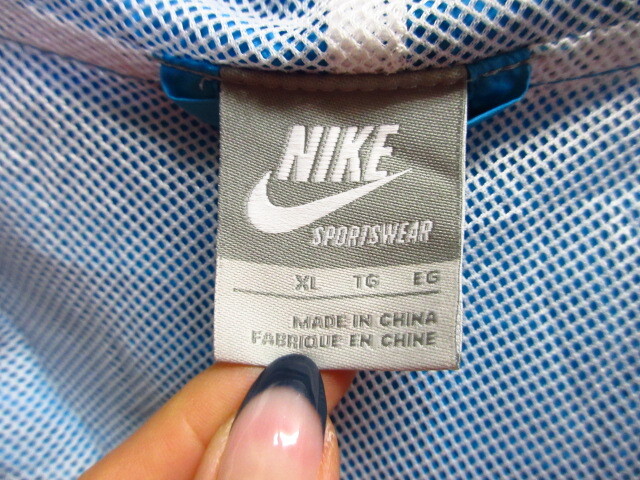 NIKE
SPORTSWEAR
XL TG EG
MADE IN CHINA
FABRIQUE EN CHINE